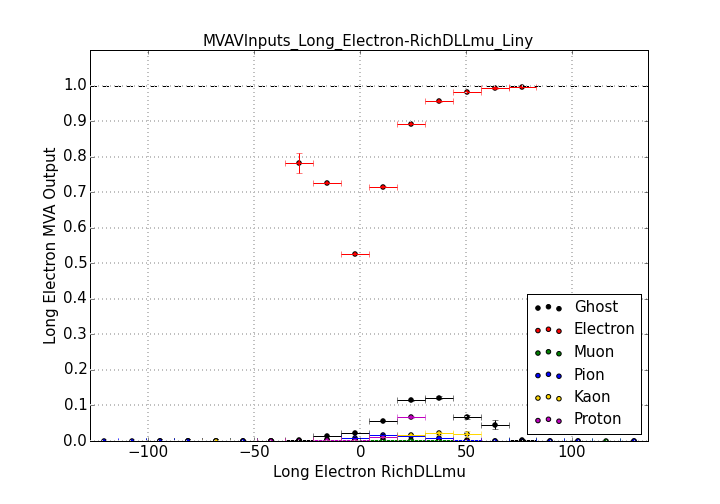 MVAVInputs_Long_Electron-RichDLLmu_Liny
Long Electron MVA Output
1.0
0.9
0.8
0.7
0.6
0.5
0.4
0.3
0.2
0.1
0.0
−100
−50
0
50
100
Long Electron RichDLLmu
Ghost
Electron
Muon
Pion
Kaon
Proton